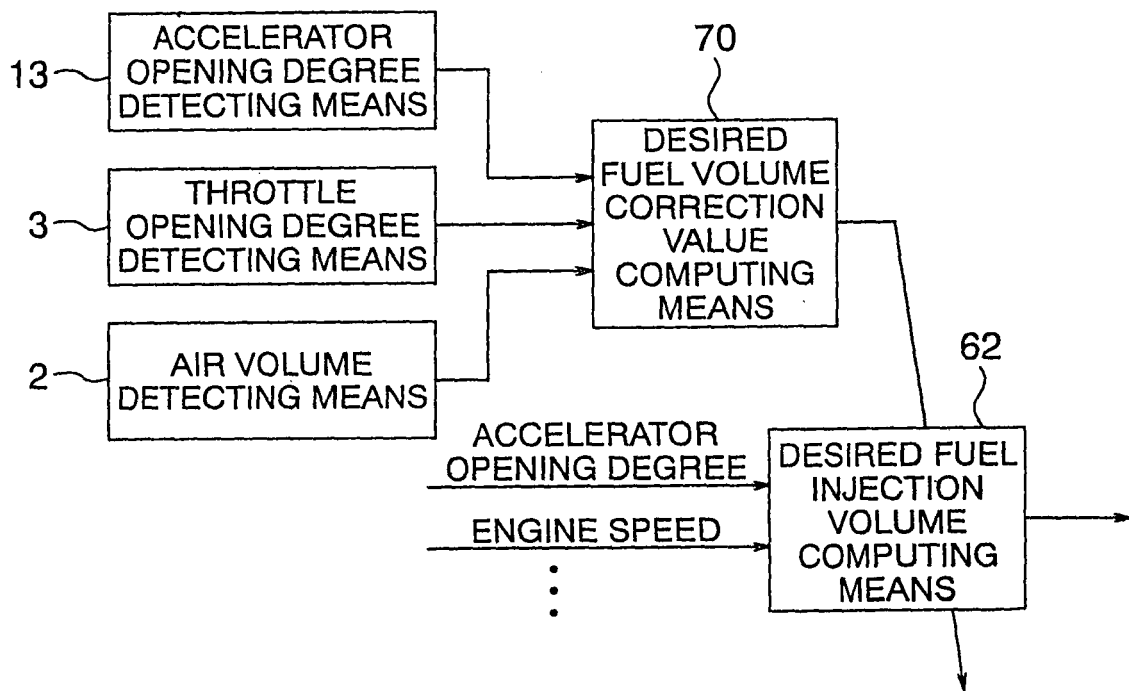 13
ACCELERATOR
OPENING DEGREE
DETECTING MEANS
3
THROTTLE
OPENING DEGREE
DETECTING MEANS
2
AIR VOLUME
DETECTING MEANS
70
DESIRED
FUEL VOLUME
CORRECTION
VALUE
COMPUTING
MEANS
ACCELERATOR
OPENING DEGREE
ENGINE SPEED
62
DESIRED FUEL
INJECTION
VOLUME
COMPUTING
MEANS